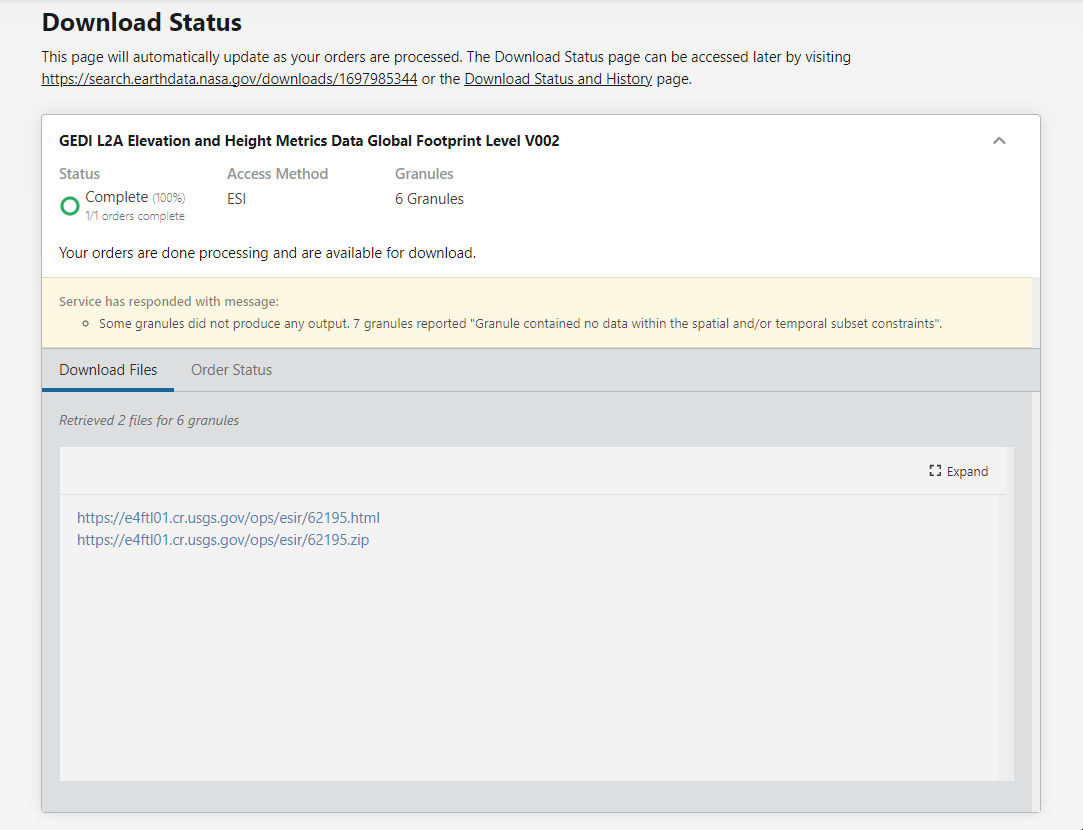 Download Status
This page will automatically update as your orders are processed. The Download Status page can be accessed later by visiting
https://search.earthdata.nasa.gov/downloads/1697985344 or the Download Status and History page.
GEDI L2A Elevation and Height Metrics Data Global Footprint Level V002
Status Access Method Granules
Complete (100%) ESI 6 Granules
1/1 orders complete
Your orders are done processing and are available for download.
Service has responded with message:
Some granules did not produce any output. 7 granules reported "Granule contained no data within the spatial and/or temporal subset constraints".
Download Files Order Status
Retrieved 2 files for 6 granules
Expand
https://e4ftl01.cr.usgs.gov/ops/esir/62195.html
https://e4ftl01.cr.usgs.gov/ops/esir/62195.zip